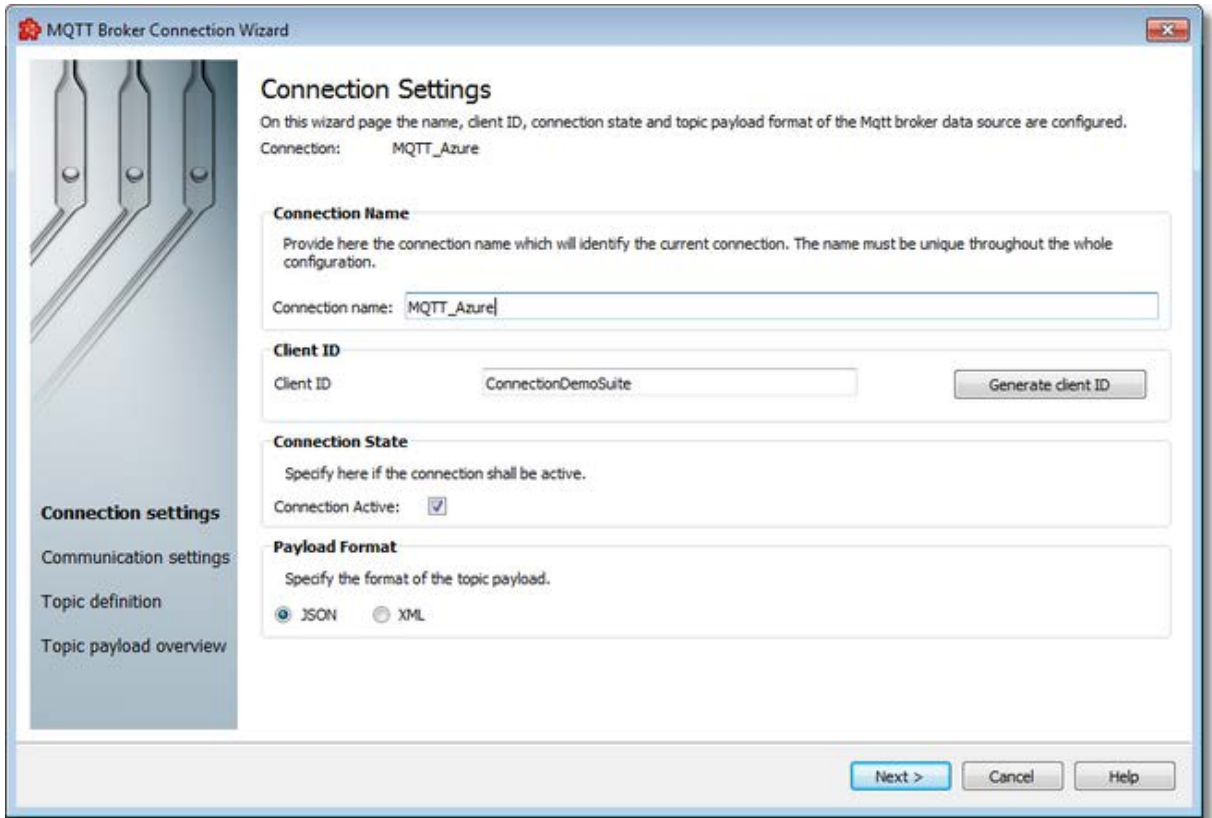 MQTT Broker Connection Wizard
Connection Settings
On this wizard page the name, client ID, connection state and topic payload format of the Mqtt broker data source are configured.
Connection: MQTT_Azure
Connection Name
Provide here the connection name which will identify the current connection. The name must be unique throughout the whole
configuration.
Connection name: MQTT_Azure
Client ID
Client ID ConnectionDemoSuite Generate client ID
Connection State
Specify here if the connection shall be active.
Connection Active:
Payload Format
Specify the format of the topic payload.
JSON XML
Connection settings
Communication settings
Topic definition
Topic payload overview
Next > Cancel Help